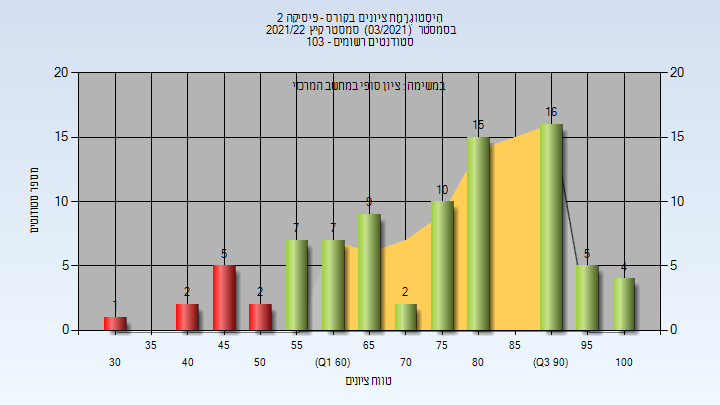 היסטוגרמת ציונים בקורס - פיסיקה 2
בסמסטר (03/2021) סמסטר קיץ 2021/22
סטודנטים רשומים - 103
במשימה : ציון סופי במחשב המרכזי
מספר סטודנטים
20 20
15 15
10 10
5 5
0 0
1 2 5 2 7 7 9 2 10 15 16 5 4
35 45 55 65 75 85 95
30 40 50 (Q1 60) 70 80 (Q3 90) 100
טווח ציונים